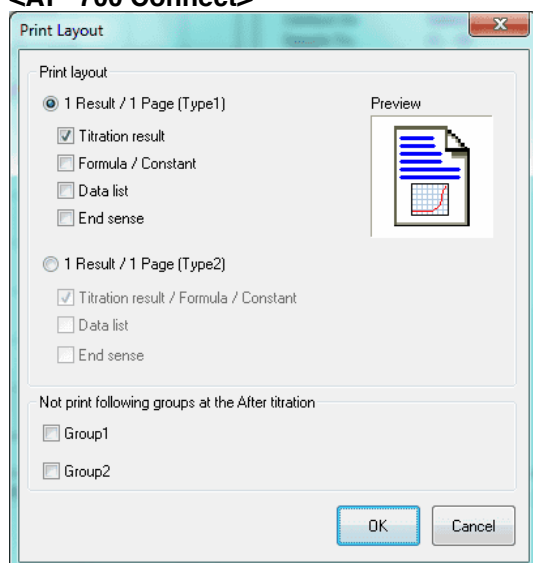 <AT-700 Connect>
Print Layout
Print layout
1 Result / 1 Page (Type1)
Preview
Titration result
Formula / Constant
Data list
End sense
1 Result / 1 Page (Type2)
Titration result / Formula / Constant
Data list
End sense
Not print following groups at the After titration
Group1
Group2
OK
Cancel